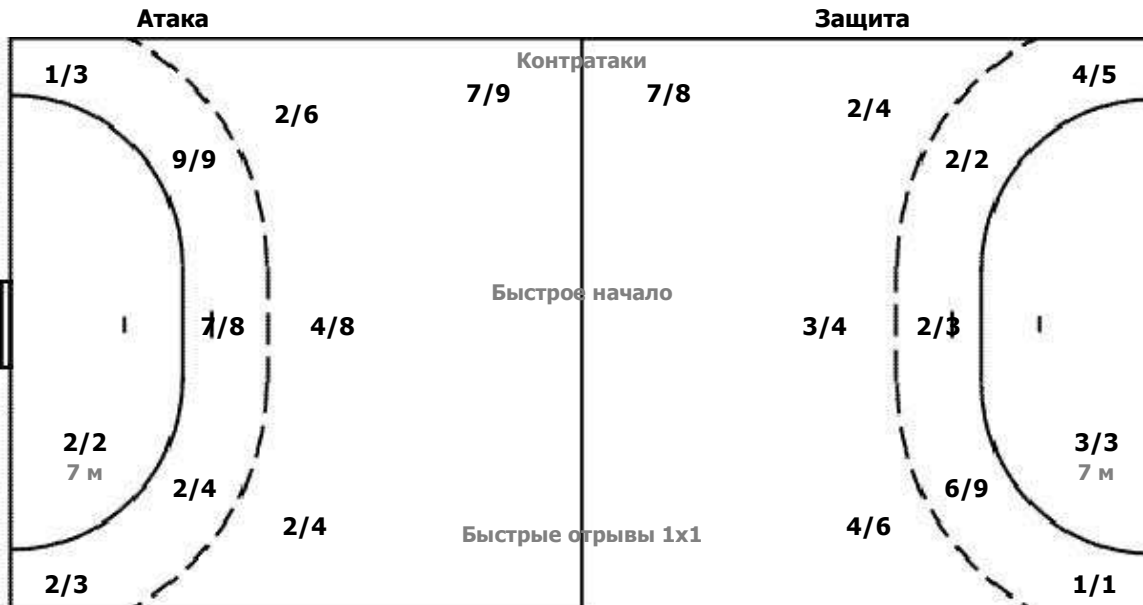 Атака Защита
Контратаки
1/3 4/5
7/9 7/8
2/6 2/4
9/9 2/2
Быстрое начало
7/8 4/8 3/4 2/3
2/2 3/3
7 м 7 м
2/4 6/9
2/4 Быстрые отрывы 1x1 4/6
2/3 1/1